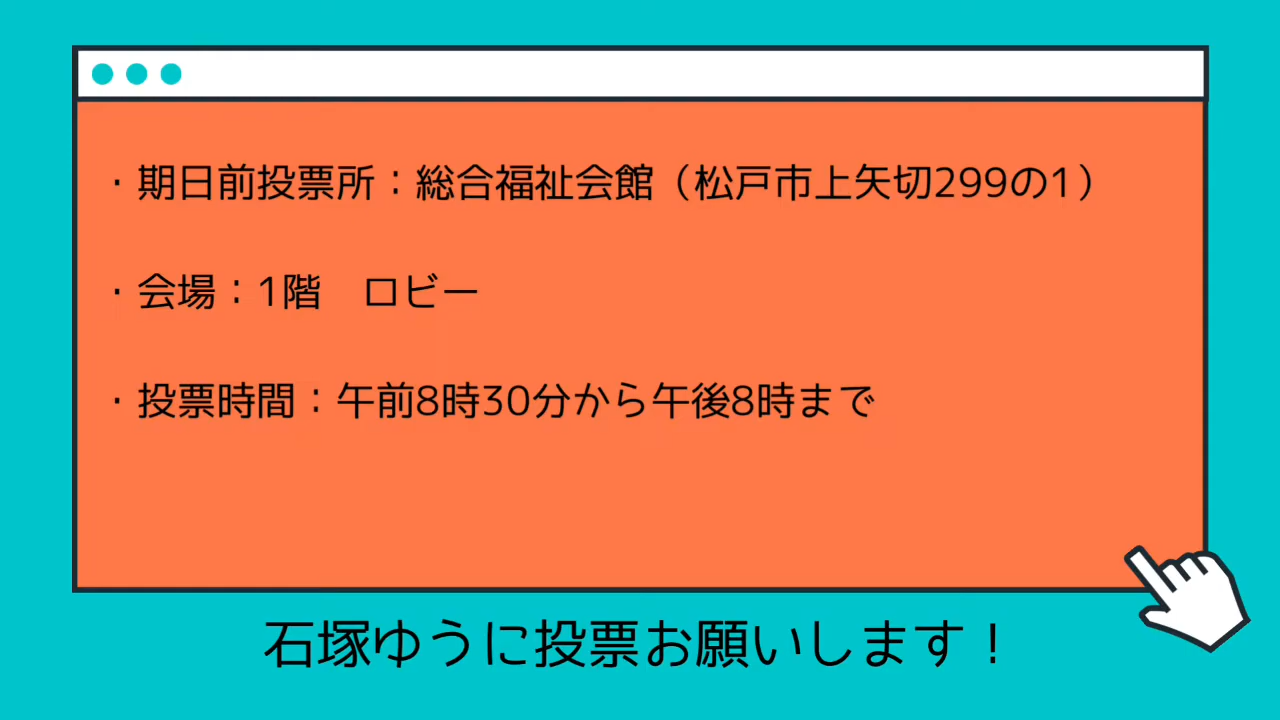 ・期日前投票所：総合福祉会館（松戸市上矢切299の1）
・会場：1階　ロビー
・投票時間：午前8時30分から午後8時まで
石塚ゆうに投票お願いします！